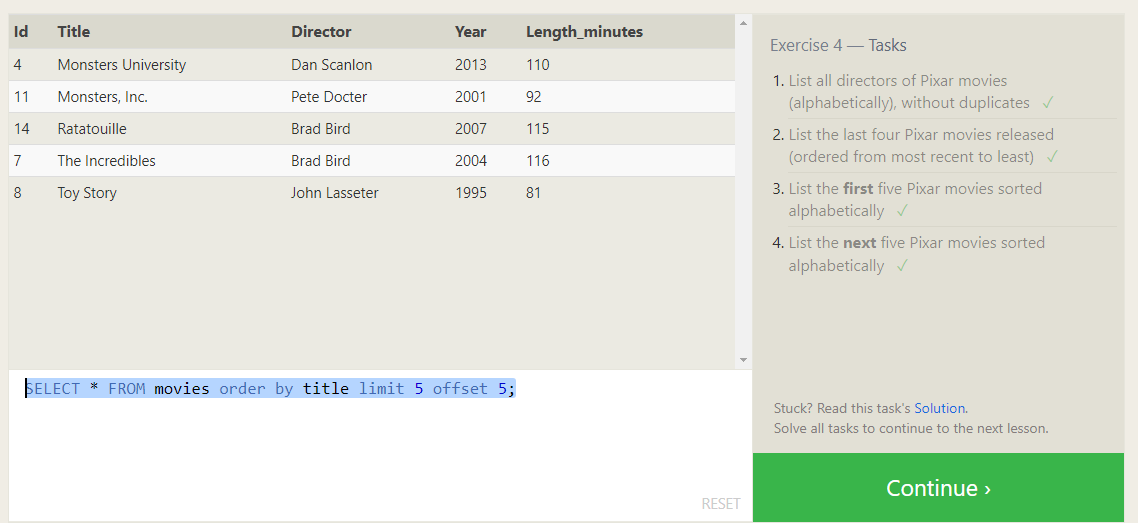 Id Title Director Year Length_minutes
4 Monsters University Dan Scanlon 2013 110
11 Monsters, Inc. Pete Docter 2001 92
14 Ratatouille Brad Bird 2007 115
7 The Incredibles Brad Bird 2004 116
8 Toy Story John Lasseter 1995 81
SELECT * FROM movies order by title limit 5 offset 5;
RESET
Exercise 4 — Tasks
1. List all directors of Pixar movies
(alphabetically), without duplicates ✓
2. List the last four Pixar movies released
(ordered from most recent to least) ✓
3. List the first five Pixar movies sorted
alphabetically ✓
4. List the next five Pixar movies sorted
alphabetically ✓
Stuck? Read this task's Solution.
Solve all tasks to continue to the next lesson.
Continue ›